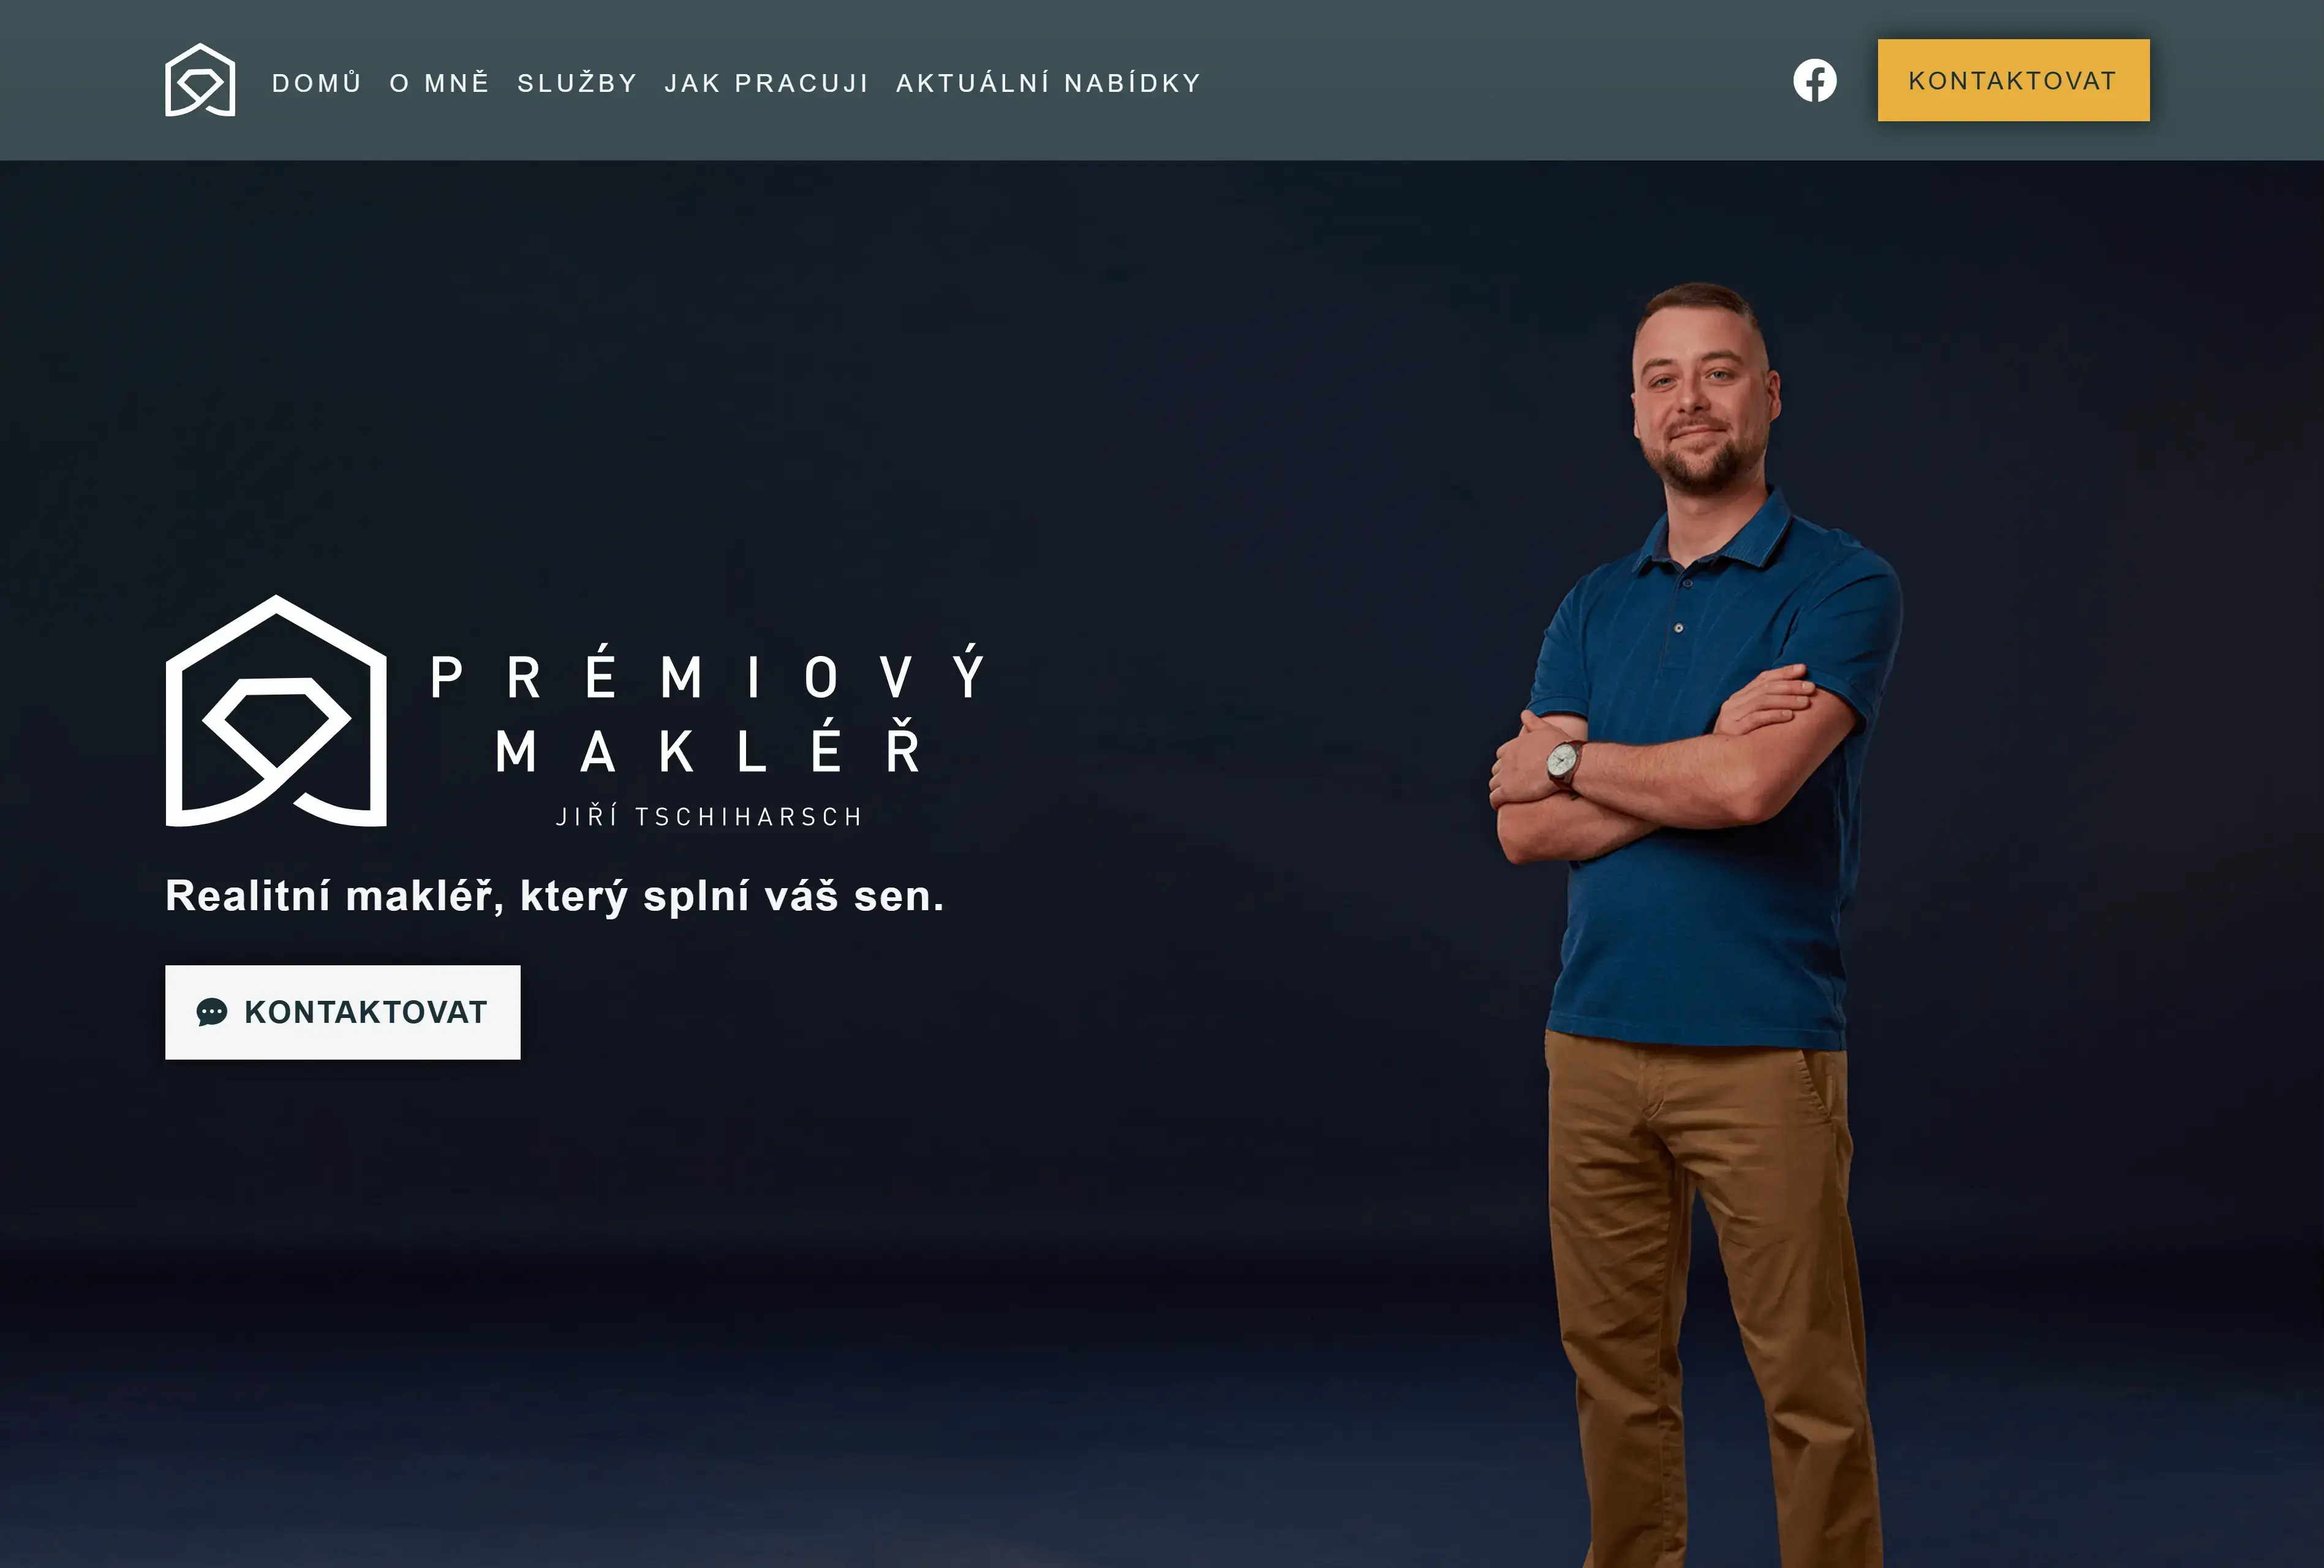 DOMŮ O MNĚ SLUŽBY JAK PRACUJI AKTUÁLNÍ NABÍDKY KONTAKTOVAT
PRÉMIOVÝ
MAKLÉŘ
JIŘÍ TSCHIHARSCH
Realitní makléř, který splní váš sen.
KONTAKTOVAT